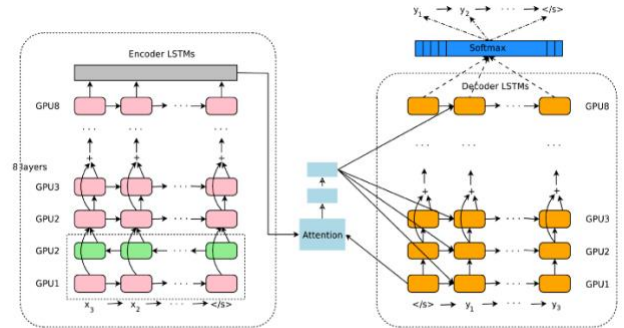 y1 y2 ... </s>
Softmax
Encoder LSTMs
Decoder LSTMs
GPU8
GPU8
...
...
8 layers
GPU3
GPU2
GPU2
GPU1
x3 x2 ... </s>
Attention
GPU3
GPU2
GPU1
</s> y1 ... y3